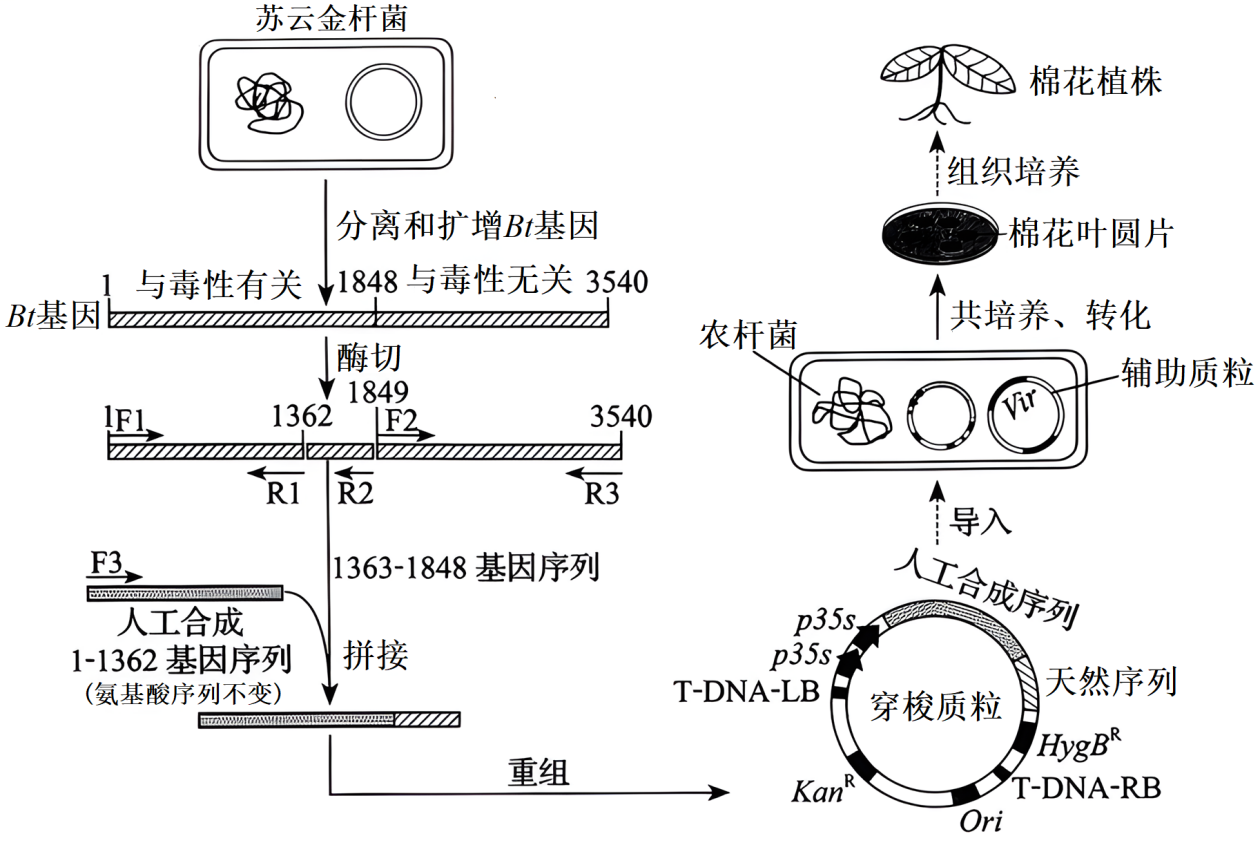 苏云金杆菌
分离和扩增Bt基因
1 与毒性有关 1848 与毒性无关 3540
Bt基因
酶切
1849
1 F1 1362 F2 3540
R1 R2 R3
1363-1848 基因序列
F3
人工合成
1-1362 基因序列
(氨基酸序列不变)
拼接
重组
棉花植株
组织培养
棉花叶圆片
共培养、转化
农杆菌
辅助质粒
Vir
导入
人工合成序列
p35s
p35s
T-DNA-LB
天然序列
穿梭质粒
HygBᴿ
T-DNA-RB
Kanᴿ
Ori